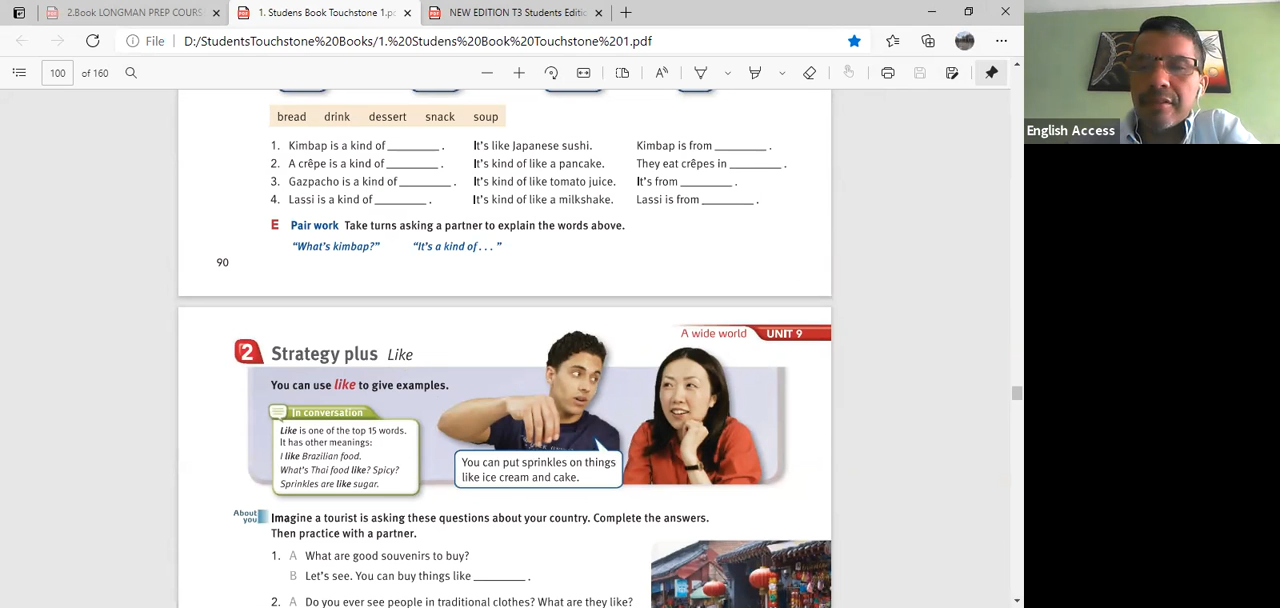 2.Book LONGMAN PREP COURS
1. Studens Book Touchstone 1.p
NEW EDITION T3 Students Editi
File
D:/StudentsTouchstone%20Books/1.%20Studens%20Book%20Touchstone%201.pdf
100 of 160
bread drink dessert snack soup
1. Kimbap is a kind of ________ . It's like Japanese sushi. Kimbap is from ________ .
2. A crêpe is a kind of ________ . It's kind of like a pancake. They eat crêpes in ________ .
3. Gazpacho is a kind of ________ . It's kind of like tomato juice. It's from ________ .
4. Lassi is a kind of ________ . It's kind of like a milkshake. Lassi is from ________ .
E Pair work Take turns asking a partner to explain the words above.
"What's kimbap?" "It's a kind of . . . "
90
A wide world UNIT 9
2 Strategy plus Like
You can use like to give examples.
In conversation
Like is one of the top 15 words.
It has other meanings:
I like Brazilian food.
What's Thai food like? Spicy?
Sprinkles are like sugar.
You can put sprinkles on things
like ice cream and cake.
About
you
Imagine a tourist is asking these questions about your country. Complete the answers.
Then practice with a partner.
1. A What are good souvenirs to buy?
B Let's see. You can buy things like ________ .
2. A Do you ever see people in traditional clothes? What are they like?
English Access